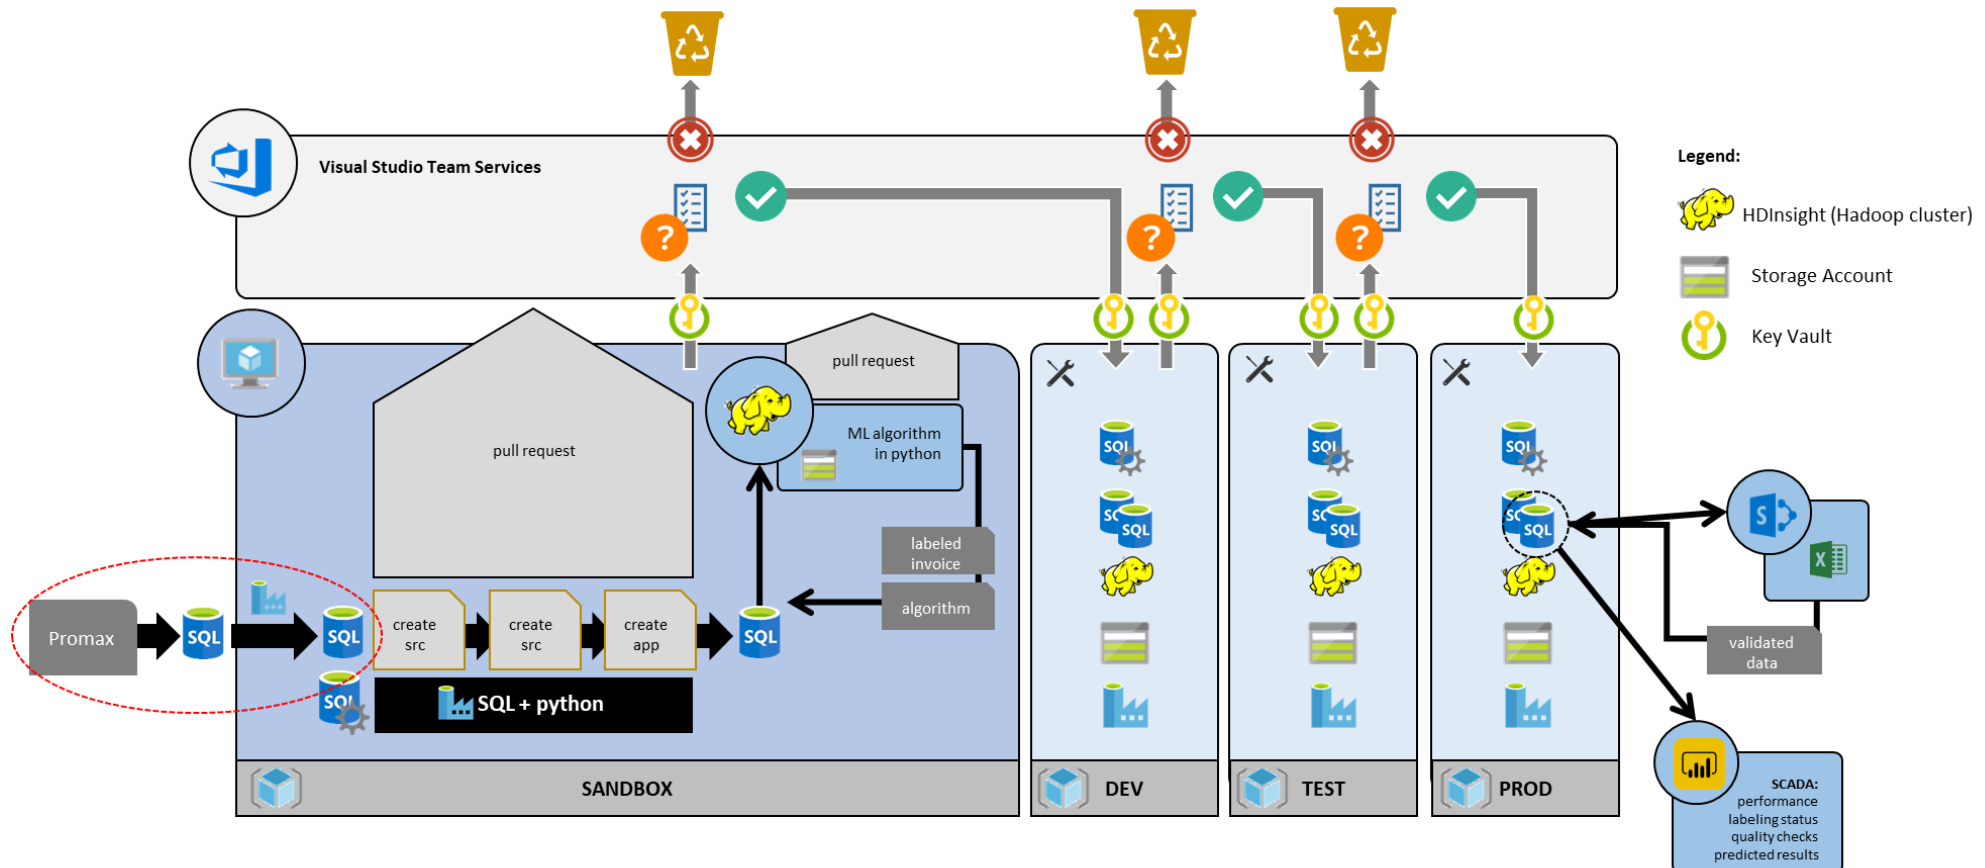 Visual Studio Team Services
?
?
?
Legend:
HDInsight (Hadoop cluster)
Storage Account
Key Vault
pull request
pull request
ML algorithm
in python
labeled
invoice
algorithm
Promax
SQL
SQL
create
src
create
src
create
app
SQL
SQL
SQL + python
SANDBOX
SQL
SQL
DEV
SQL
SQL
TEST
SQL
SQL
PROD
S
X
validated
data
SCADA:
performance
labeling status
quality checks
predicted results